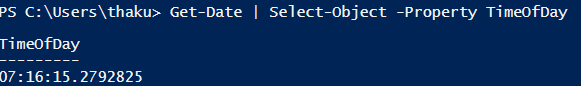 PS C:\Users\thaku> Get-Date | Select-Object -Property TimeOfDay
TimeOfDay
---------
07:16:15.2792825